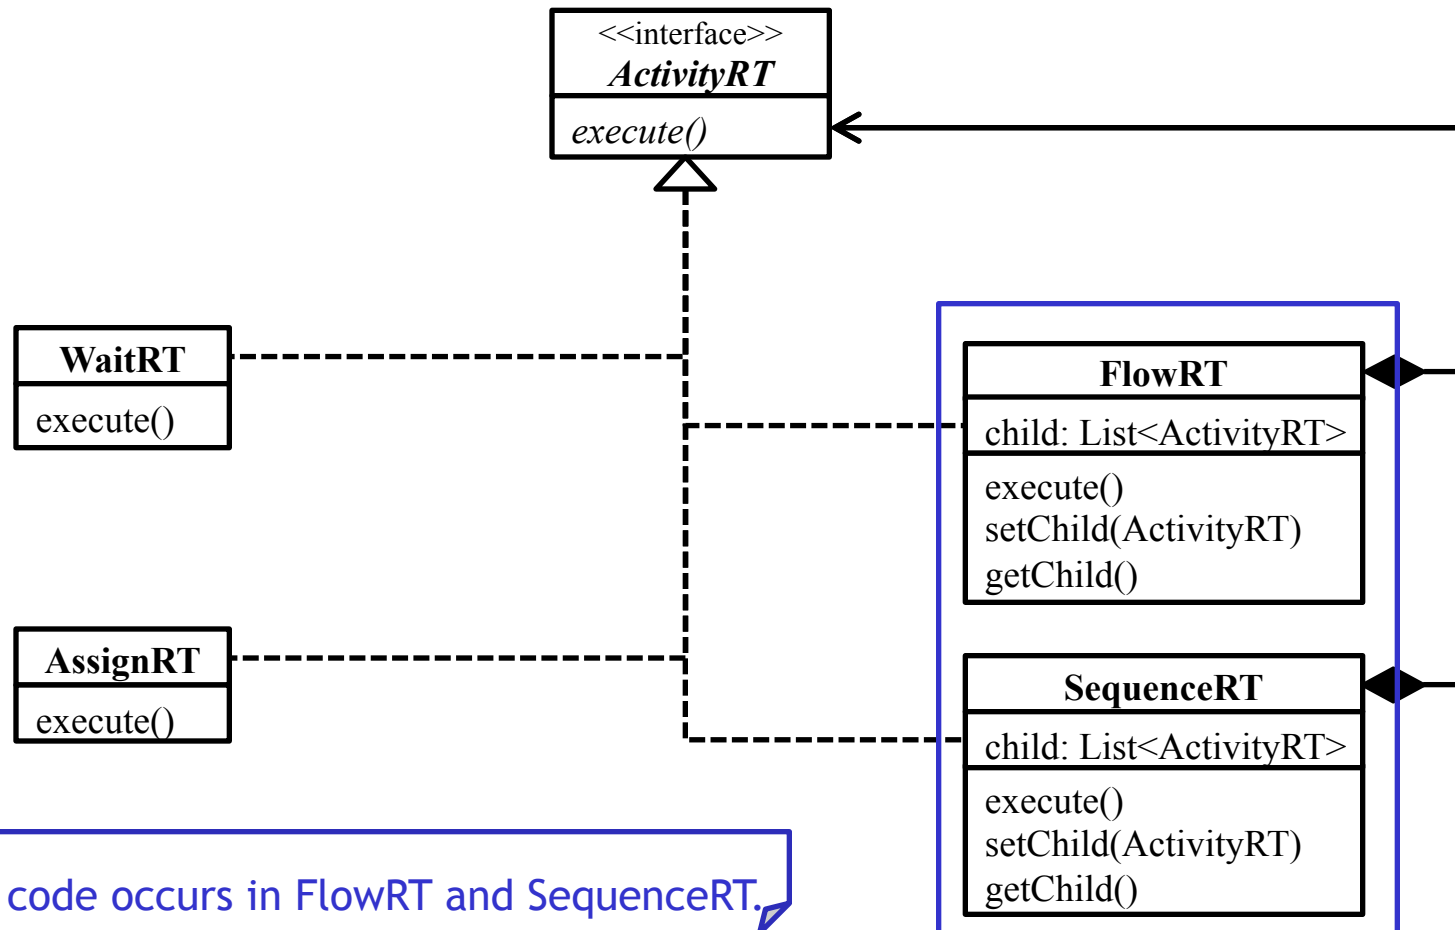 <<interface>>
ActivityRT
execute()
WaitRT
execute()
AssignRT
execute()
FlowRT
child: List<ActivityRT>
execute()
setChild(ActivityRT)
getChild()
SequenceRT
child: List<ActivityRT>
execute()
setChild(ActivityRT)
getChild()
code occurs in FlowRT and SequenceRT.